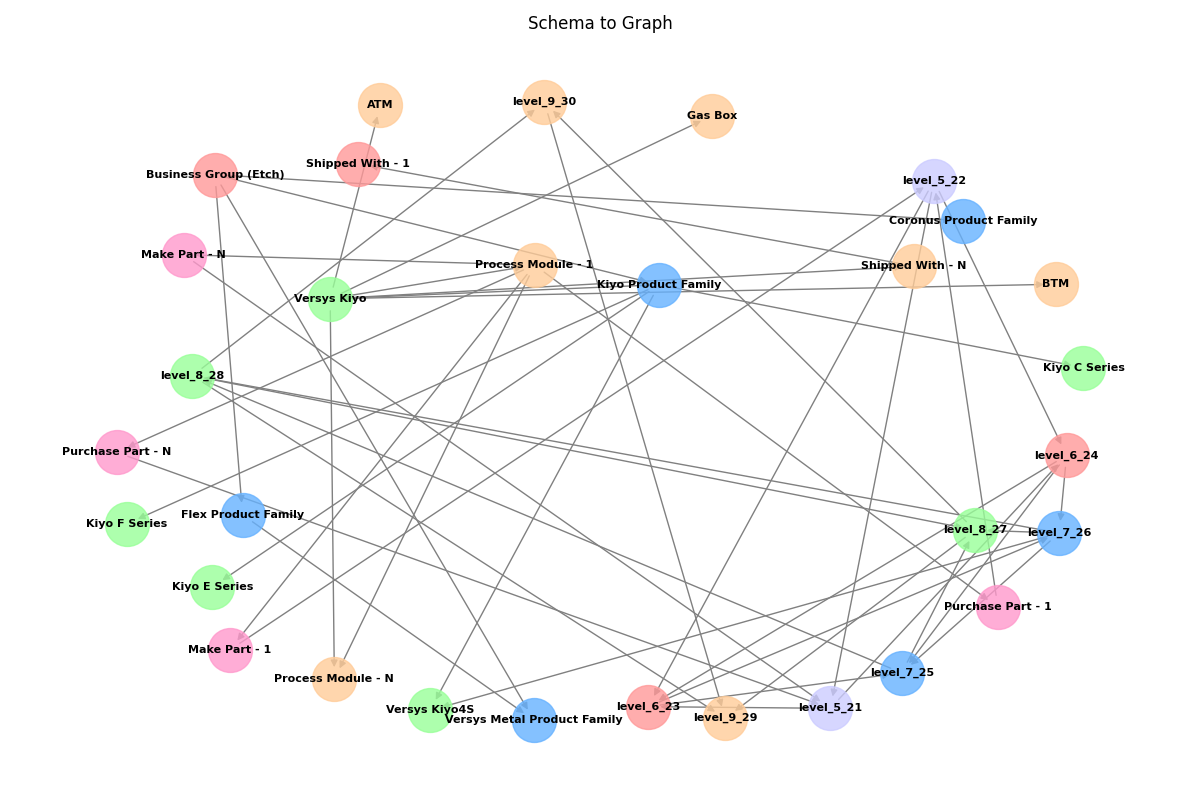 Schema to Graph
ATM
level_9_30
Gas Box
Shipped With - 1
Business Group (Etch)
level_5_22
Coronus Product Family
Make Part - N
Process Module - 1
Shipped With - N
Kiyo Product Family
BTM
Versys Kiyo
Kiyo C Series
level_8_28
Purchase Part - N
level_6_24
Flex Product Family
Kiyo F Series
level_8_27
level_7_26
Kiyo E Series
Purchase Part - 1
Make Part - 1
Process Module - N
level_7_25
Versys Kiyo4S
Versys Metal Product Family
level_6_23
level_9_29
level_5_21